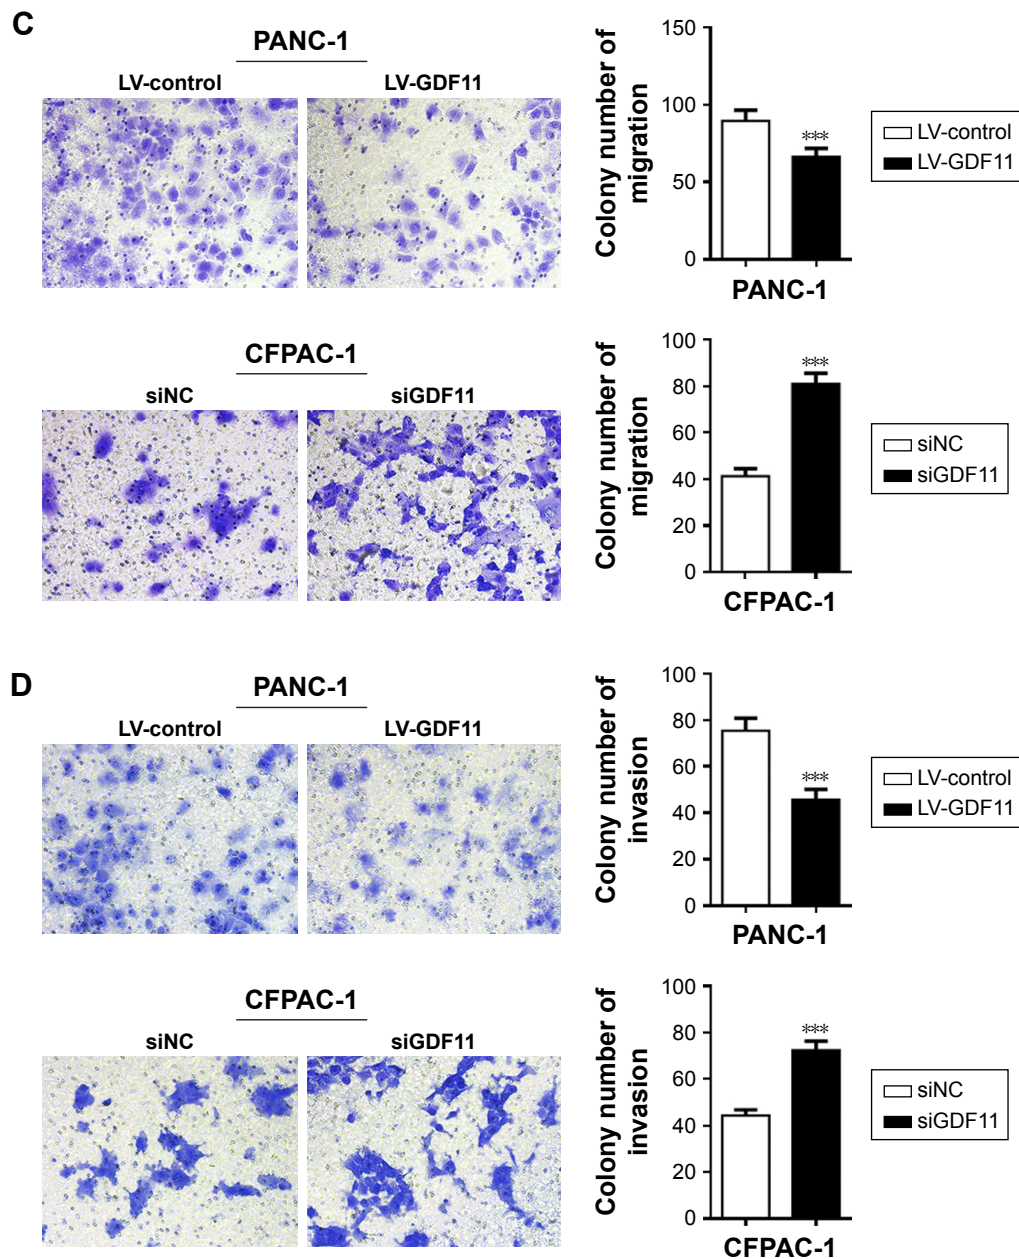 C
PANC-1
LV-control
LV-GDF11
Colony number of
migration
150
100
50
0
***
PANC-1
LV-control
LV-GDF11
CFPAC-1
siNC
siGDF11
Colony number of
migration
100
80
60
40
20
0
***
CFPAC-1
siNC
siGDF11
D
PANC-1
LV-control
LV-GDF11
Colony number of
invasion
100
80
60
40
20
0
***
PANC-1
LV-control
LV-GDF11
CFPAC-1
siNC
siGDF11
Colony number of
invasion
100
80
60
40
20
0
***
CFPAC-1
siNC
siGDF11